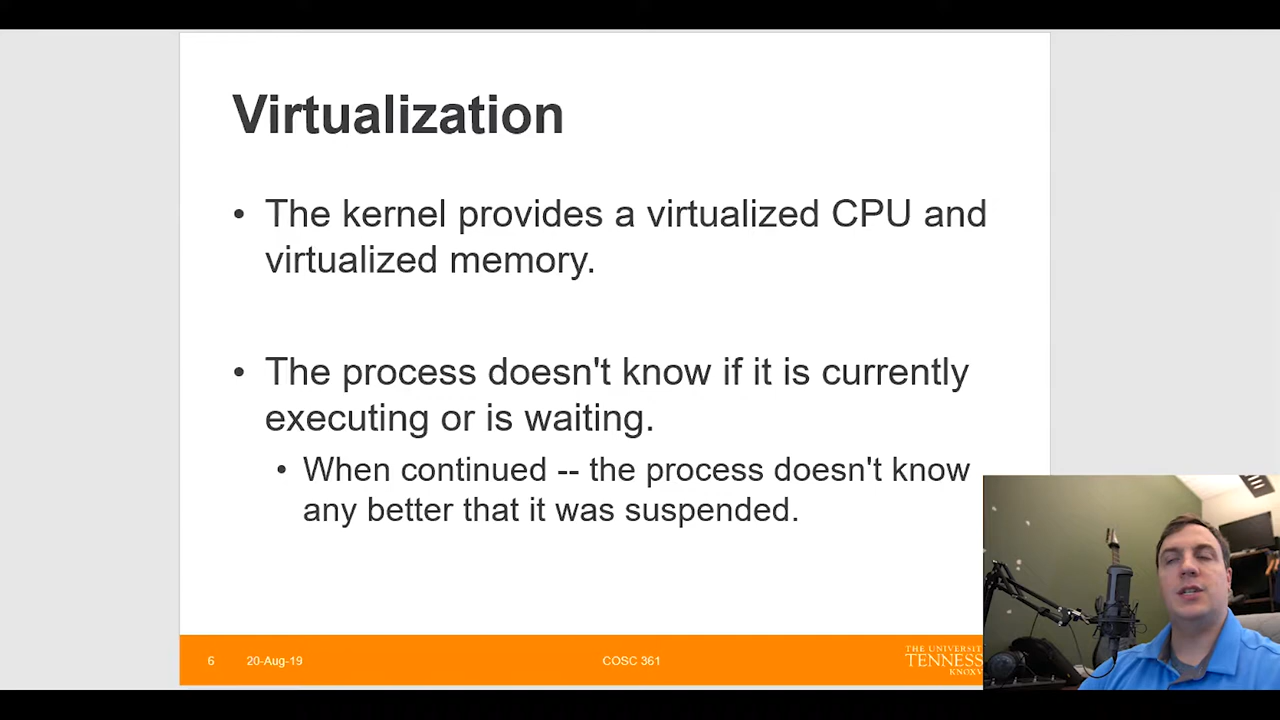 Virtualization
• The kernel provides a virtualized CPU and
virtualized memory.
• The process doesn't know if it is currently
executing or is waiting.
• When continued -- the process doesn't know
any better that it was suspended.
6 20-Aug-19 COSC 361
THE UNIVERSI
TENNESS
KNOXV